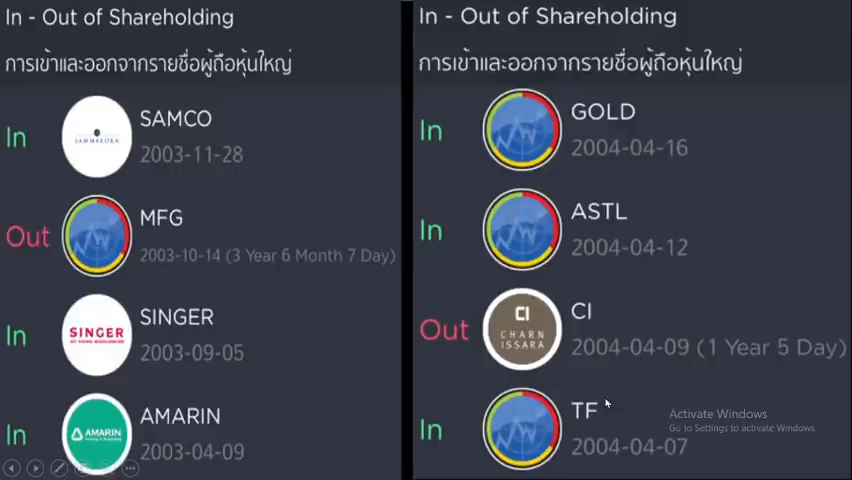 In - Out of Shareholding
การเข้าและออกจากรายชื่อผู้ถือหุ้นใหญ่
In
SAMMAKORN
SAMCO
2003-11-28
Out
MFG
2003-10-14 (3 Year 6 Month 7 Day)
In
SINGER
SINGER
2003-09-05
In
AMARIN
AMARIN
2003-04-09
In - Out of Shareholding
การเข้าและออกจากรายชื่อผู้ถือหุ้นใหญ่
In
GOLD
2004-04-16
In
ASTL
2004-04-12
Out
CI
CHARN
ISSARA
CI
2004-04-09 (1 Year 5 Day)
In
TF
2004-04-07
Activate Windows
Go to Settings to activate Windows.